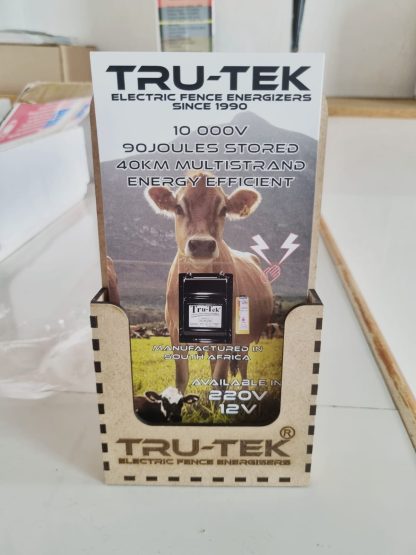 TRU-TEK
ELECTRIC FENCE ENERGIZERS
SINCE 1990
10 000V
90JOULES STORED
40KM MULTISTRAND
ENERGY EFFICIENT
Tru-Tek
MANUFACTURED IN
SOUTH AFRICA
AVAILABLE IN
220V
12V
TRU-TEK®
ELECTRIC FENCE ENERGISERS